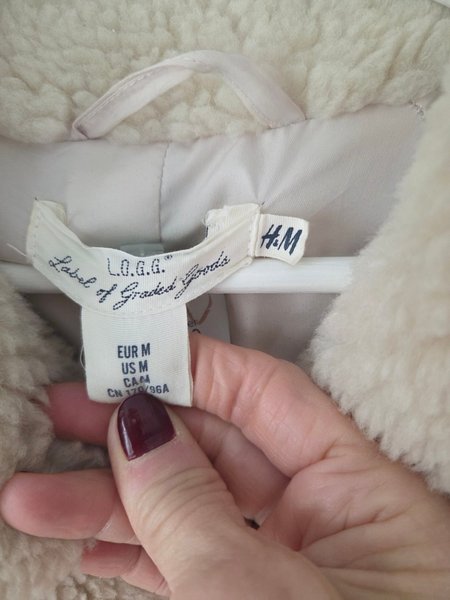 L.O.G.G.®
Label of Graded Goods
H&M
EUR M
US M
CA M
CN 170/96A